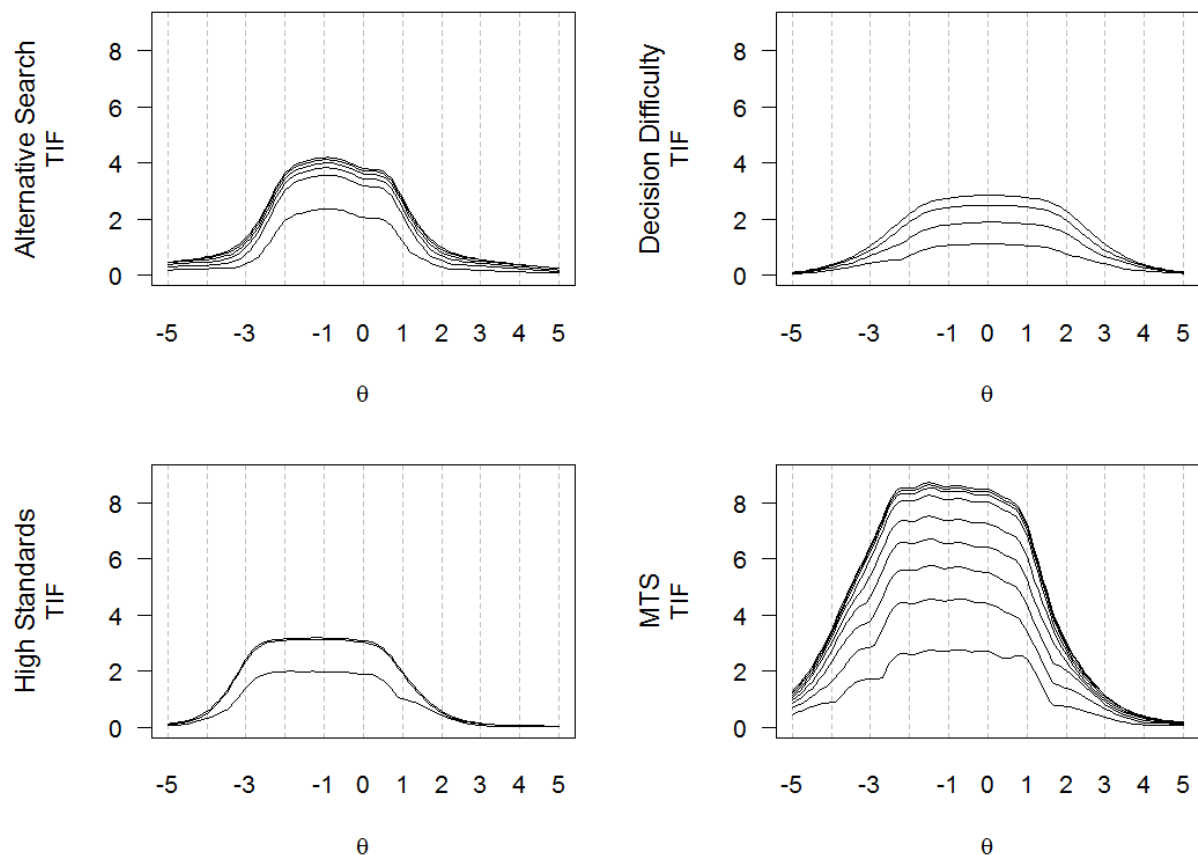 Alternative Search
TIF
8
6
4
2
0
-5 -3 -1 0 1 2 3 4 5
θ
Decision Difficulty
TIF
8
6
4
2
0
-5 -3 -1 0 1 2 3 4 5
θ
High Standards
TIF
8
6
4
2
0
-5 -3 -1 0 1 2 3 4 5
θ
MTS
TIF
8
6
4
2
0
-5 -3 -1 0 1 2 3 4 5
θ